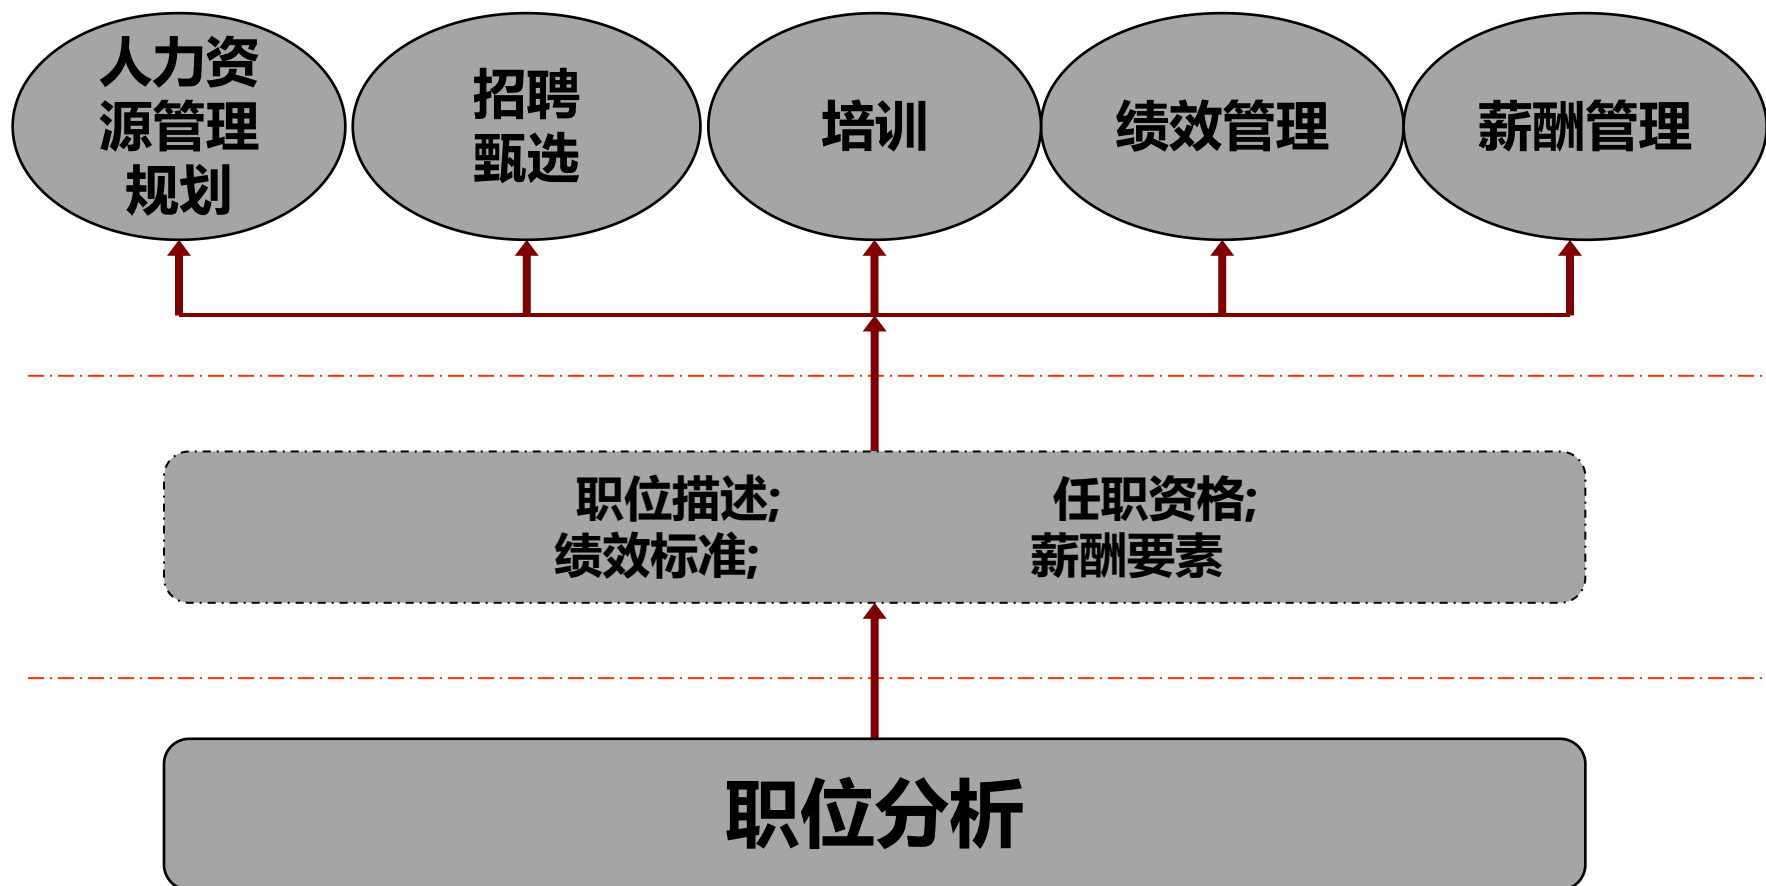 人力资
源管理
规划
招聘
甄选
培训
绩效管理
薪酬管理
职位描述; 任职资格;
绩效标准; 薪酬要素
职位分析